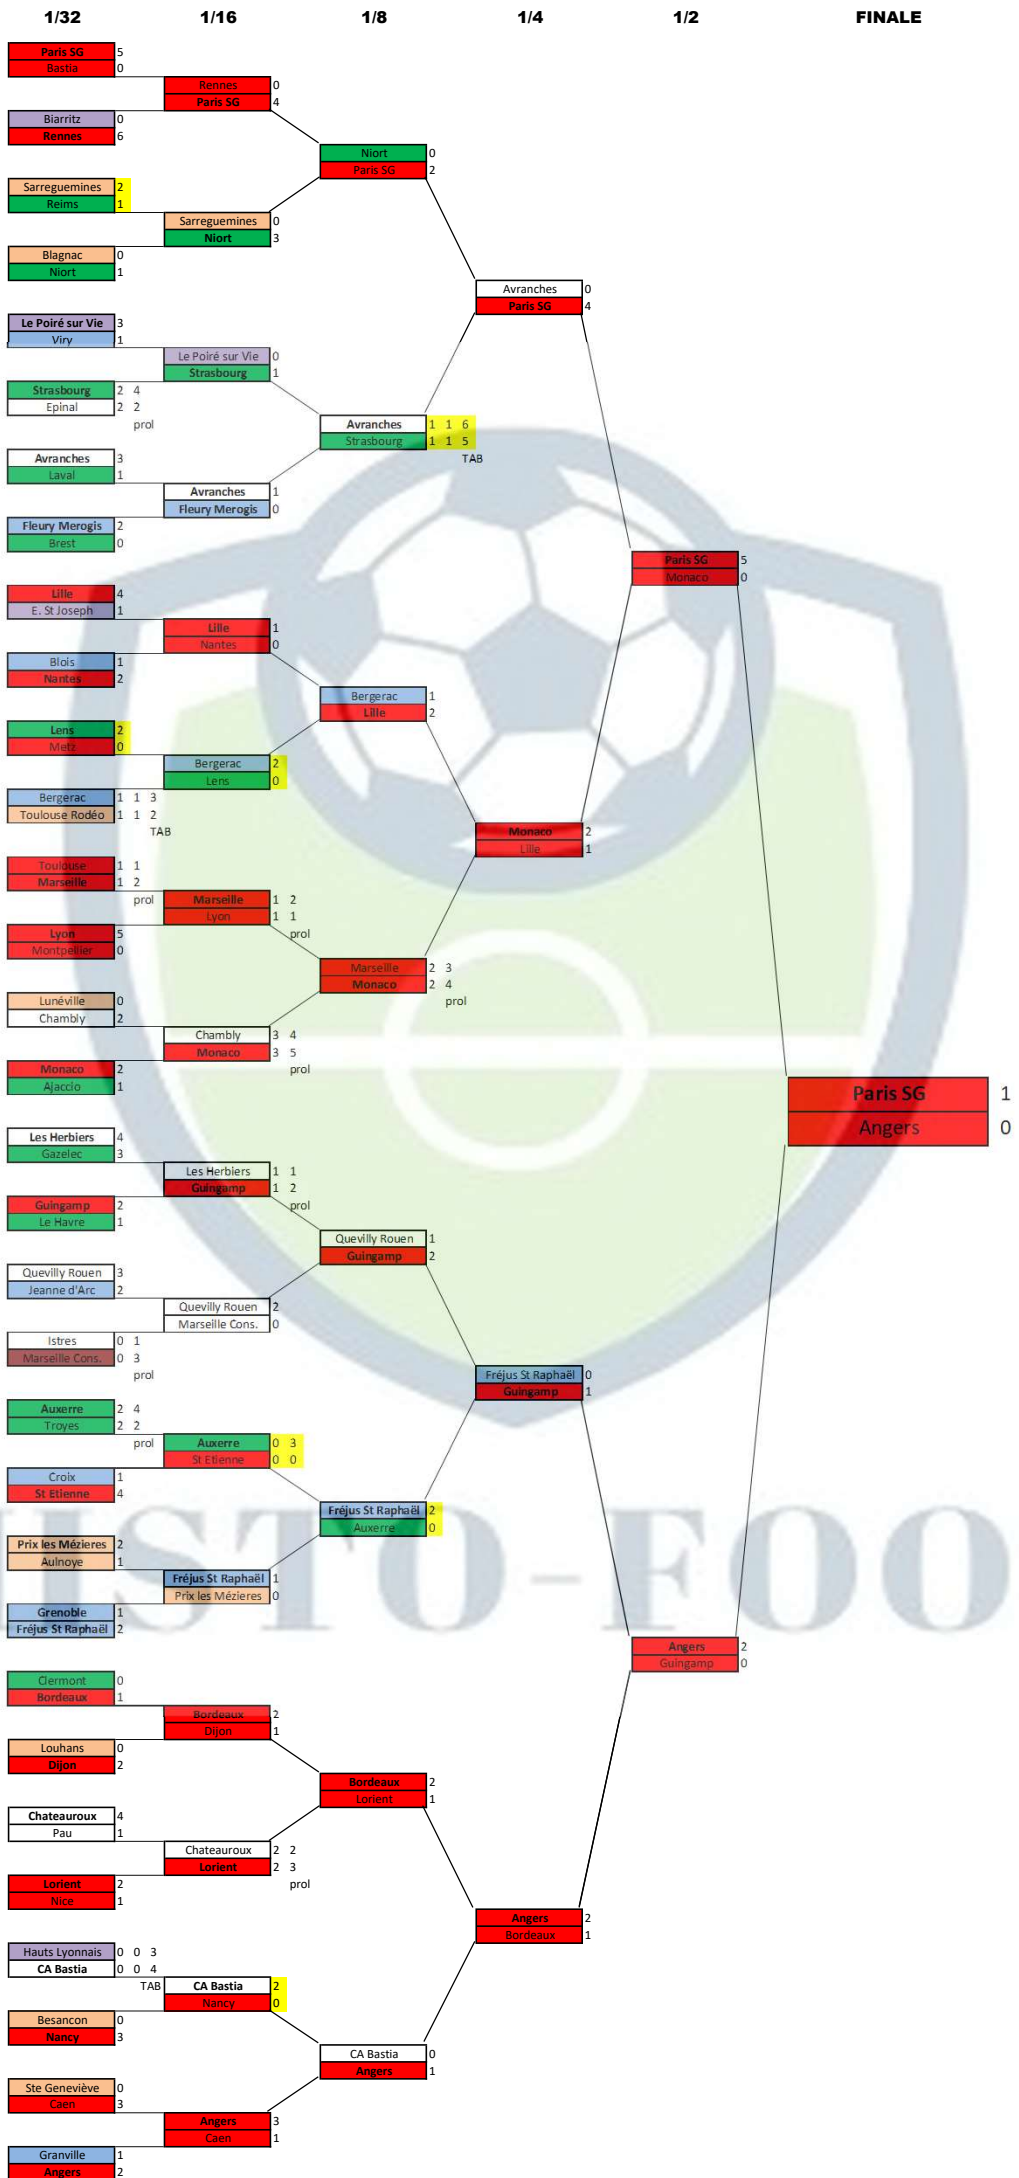 1/32 1/16 1/8 1/4 1/2 FINALE
Paris SG 5
Bastia 0
Rennes 0
Paris SG 4
Biarritz 0
Rennes 6
Niort 0
Paris SG 2
Sarreguemines 2
Reims 1
Sarreguemines 0
Niort 3
Blagnac 0
Niort 1
Avranches 0
Paris SG 4
Le Poiré sur Vie 3
Viry 1
Le Poiré sur Vie 0
Strasbourg 1
Strasbourg 2 4
Epinal 2 2
prol
Avranches 1 1 6
Strasbourg 1 1 5
TAB
Avranches 3
Laval 1
Avranches 1
Fleury Merogis 0
Fleury Merogis 2
Brest 0
Paris SG 5
Monaco 0
Lille 4
E. St Joseph 1
Lille 1
Nantes 0
Blois 1
Nantes 2
Bergerac 1
Lille 2
Lens 2
Metz 0
Bergerac 2
Lens 0
Bergerac 1 1 3
Toulouse Rodéo 1 1 2
TAB
Monaco 2
Lille 1
Toulouse 1 1
Marseille 1 2
prol
Marseille 1 2
Lyon 1 1
prol
Lyon 5
Montpellier 0
Marseille 2 3
Monaco 2 4
prol
Lunéville 0
Chambly 2
Chambly 3 4
Monaco 3 5
prol
Monaco 2
Ajaccio 1
Paris SG 1
Angers 0
Les Herbiers 4
Gazelec 3
Les Herbiers 1 1
Guingamp 1 2
prol
Guingamp 2
Le Havre 1
Quevilly Rouen 1
Guingamp 2
Quevilly Rouen 3
Jeanne d'Arc 2
Quevilly Rouen 2
Marseille Cons. 0
Istres 0 1
Marseille Cons. 0 3
prol
Fréjus St Raphaël 0
Guingamp 1
Auxerre 2 4
Troyes 2 2
prol
Auxerre 0 3
St Etienne 0 0
Croix 1
St Etienne 4
Fréjus St Raphaël 2
Auxerre 0
Prix les Mézieres 2
Aulnoye 1
Fréjus St Raphaël 1
Prix les Mézieres 0
Grenoble 1
Fréjus St Raphaël 2
HISTO-FOO
Angers 2
Guingamp 0
Clermont 0
Bordeaux 1
Bordeaux 2
Dijon 1
Louhans 0
Dijon 2
Bordeaux 2
Lorient 1
Chateauroux 4
Pau 1
Chateauroux 2 2
Lorient 2 3
prol
Lorient 2
Nice 1
Angers 2
Bordeaux 1
Hauts Lyonnais 0 0 3
CA Bastia 0 0 4
TAB
CA Bastia 2
Nancy 0
Besancon 0
Nancy 3
CA Bastia 0
Angers 1
Ste Geneviève 0
Caen 3
Angers 3
Caen 1
Granville 1
Angers 2